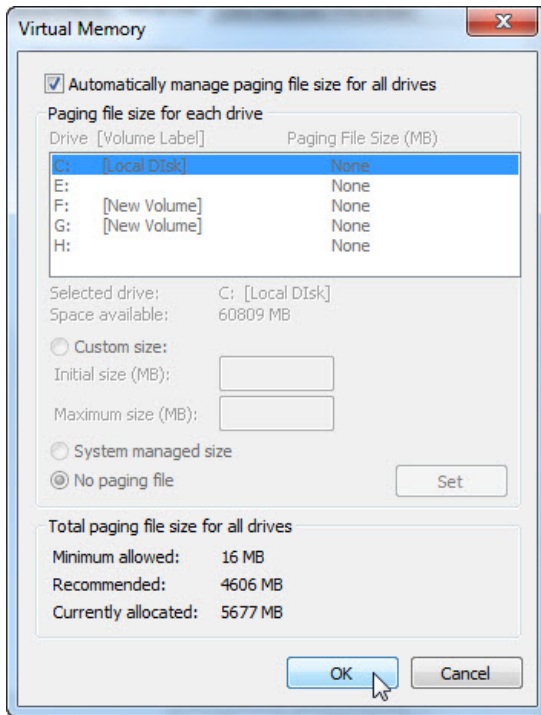 Virtual Memory
Automatically manage paging file size for all drives
Paging file size for each drive
Drive [Volume Label] Paging File Size (MB)
C: [Local DIsk] None
E: None
F: [New Volume] None
G: [New Volume] None
H: None
Selected drive: C: [Local DIsk]
Space available: 60809 MB
Custom size:
Initial size (MB):
Maximum size (MB):
System managed size
No paging file Set
Total paging file size for all drives
Minimum allowed: 16 MB
Recommended: 4606 MB
Currently allocated: 5677 MB
OK Cancel